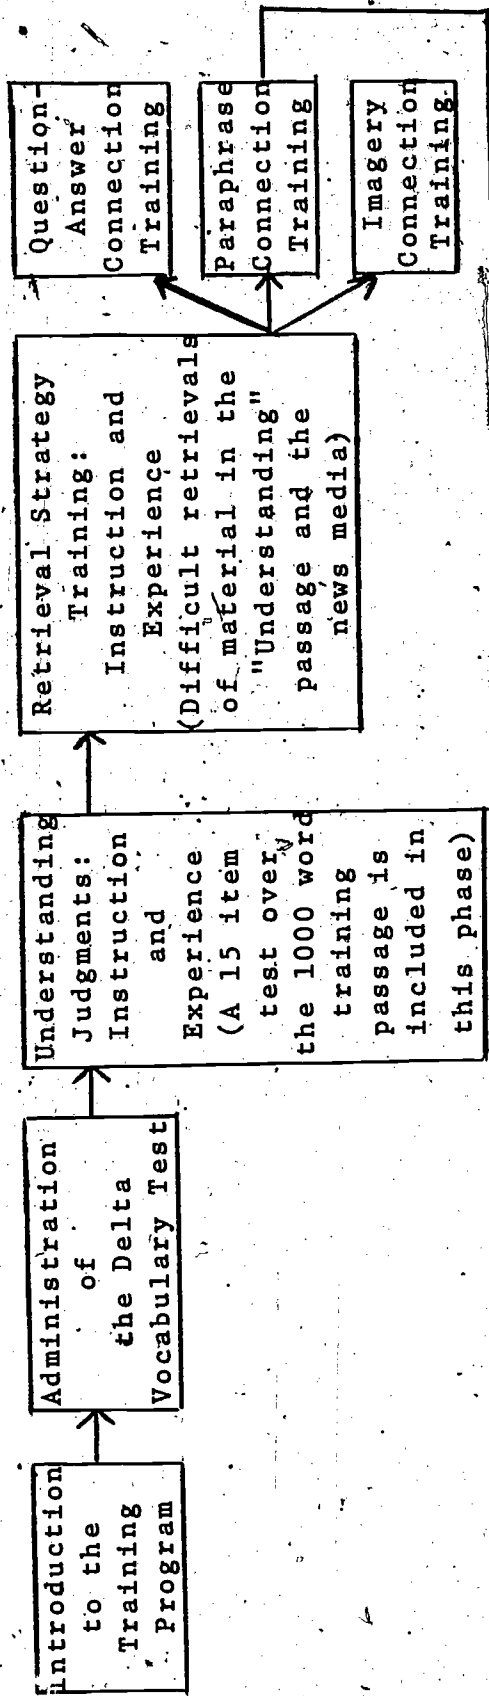 Introduction
to the
Training
Program
Administration
of
the Delta
Vocabulary Test
Understanding
Judgments:
Instruction
and
Experience
(A 15 item
test over
the 1000 word
training
passage is
included in
this phase)
Retrieval Strategy
Training:
Instruction and
Experience
(Difficult retrievals
of material in the
"Understanding"
passage and the
news media)
Question-
Answer
Connection
Training
Paraphrase
Connection
Training
Imagery
Connection
Training